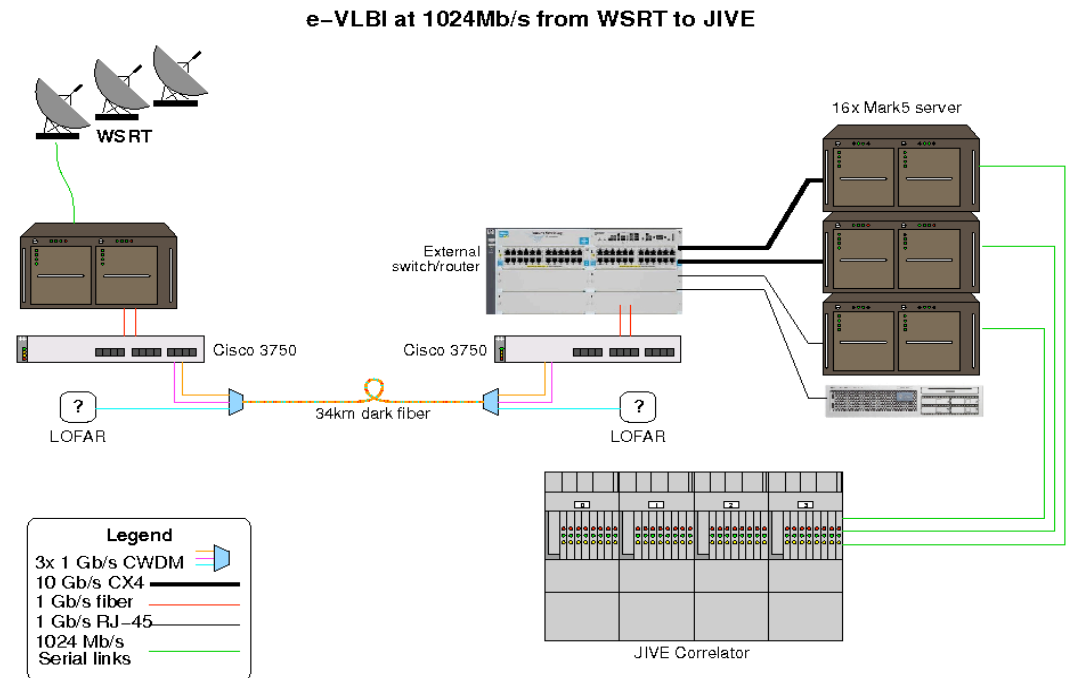 e-VLBI at 1024Mb/s from WSRT to JIVE
WSRT
16x Mark5 server
External
switch/router
Cisco 3750
Cisco 3750
?
LOFAR
34km dark fiber
?
LOFAR
0
1
2
3
JIVE Correlator
Legend
3x 1 Gb/s CWDM
10 Gb/s CX4
1 Gb/s fiber
1 Gb/s RJ-45
1024 Mb/s
Serial links